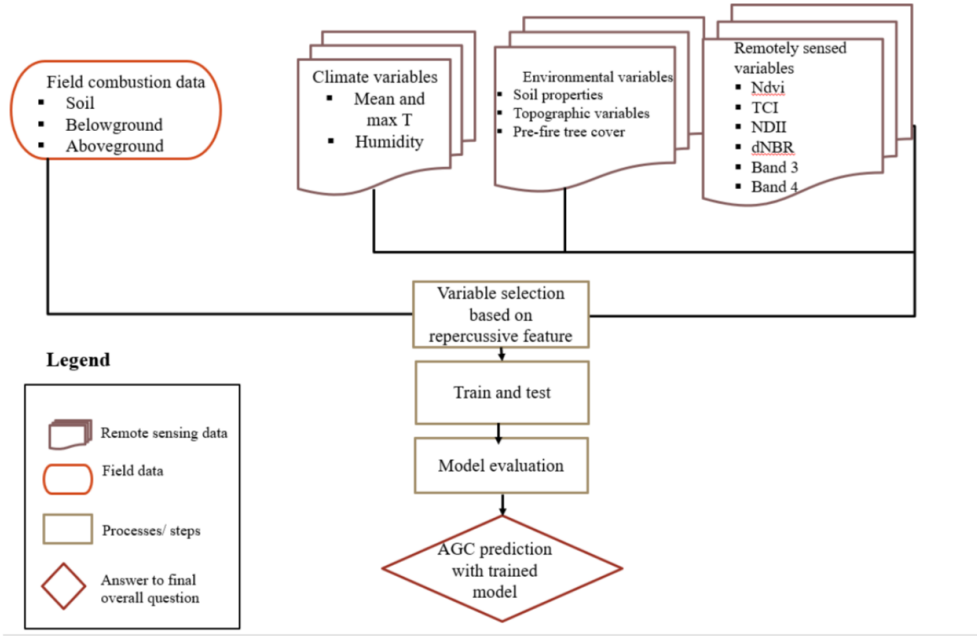 Field combustion data
▪ Soil
▪ Belowground
▪ Aboveground
Climate variables
▪ Mean and
max T
▪ Humidity
Environmental variables
▪ Soil properties
▪ Topographic variables
▪ Pre-fire tree cover
Remotely sensed
variables
▪ Ndvi
▪ TCI
▪ NDII
▪ dNBR
▪ Band 3
▪ Band 4
Variable selection
based on
repercussive feature
Train and test
Model evaluation
AGC prediction
with trained
model
Legend
Remote sensing data
Field data
Processes/ steps
Answer to final
overall question